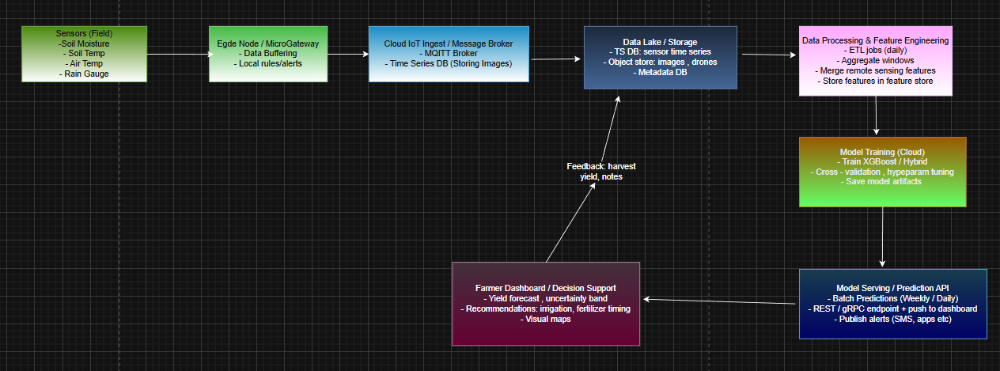 Sensors (Field)
-Soil Moisture
- Soil Temp
- Air Temp
- Rain Gauge
Egde Node / MicroGateway
- Data Buffering
- Local rules/alerts
Cloud IoT Ingest / Message Broker
- MQITT Broker
- Time Series DB (Storing Images)
Data Lake / Storage
- TS DB: sensor time series
- Object store: images , drones
- Metadata DB
Data Processing & Feature Engineering
- ETL jobs (daily)
- Aggregate windows
- Merge remote sensing features
- Store features in feature store
Model Training (Cloud)
- Train XGBoost / Hybrid
- Cross - validation , hypeparam tuning
- Save model artifacts
Feedback: harvest
yield, notes
Farmer Dashboard / Decision Support
- Yield forecast , uncertainty band
- Recommendations: irrigation, fertilizer timing
- Visual maps
Model Serving / Prediction API
- Batch Predictions (Weekly / Daily)
- REST / gRPC endpoint + push to dashboard
- Publish alerts (SMS, apps etc)